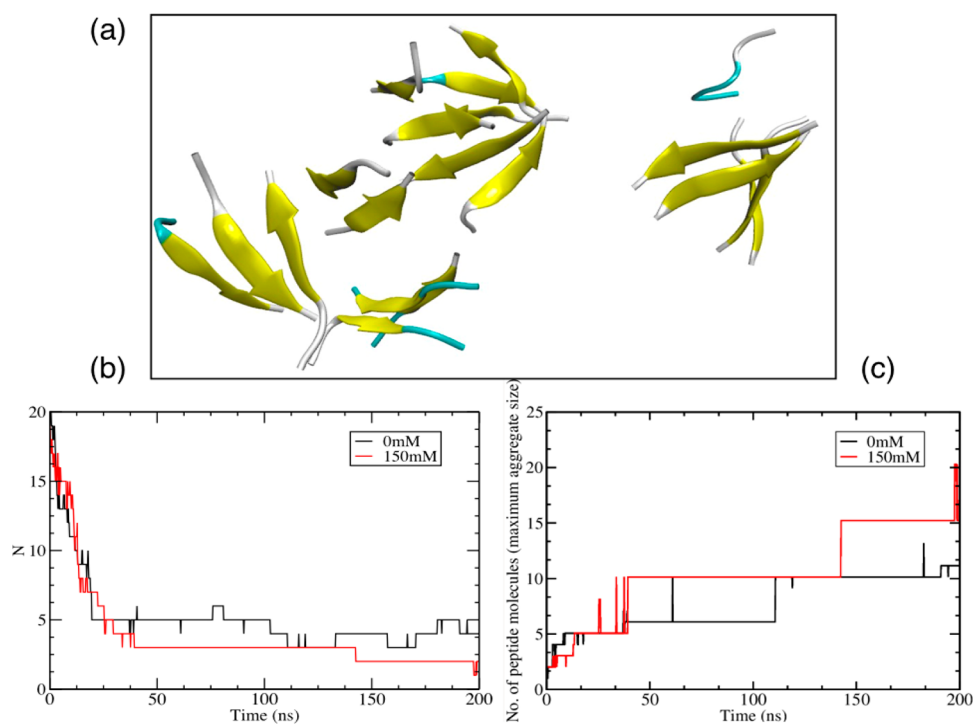 (a)
(b)
(c)
20
15
10
5
0
N
0mM
150mM
0 50 100 150 200
Time (ns)
No. of peptide molecules (maximum aggregate size)
25
20
15
10
5
0
0mM
150mM
0 50 100 150 200
Time (ns)